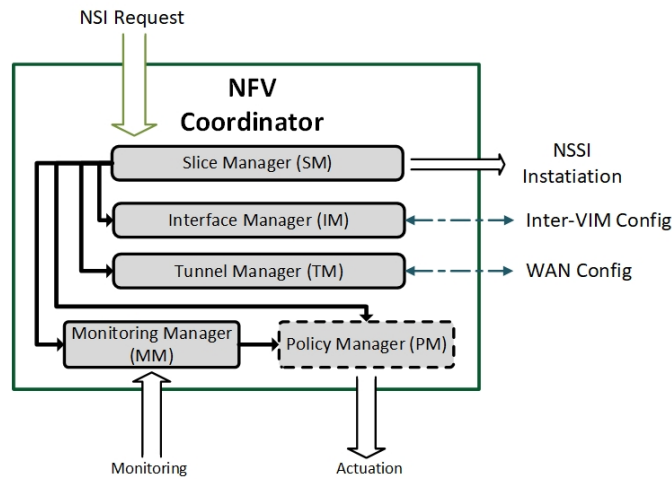 NSI Request
NFV
Coordinator
Slice Manager (SM)
NSSI
Instatiation
Interface Manager (IM)
Inter-VIM Config
Tunnel Manager (TM)
WAN Config
Monitoring Manager
(MM)
Policy Manager (PM)
Monitoring
Actuation